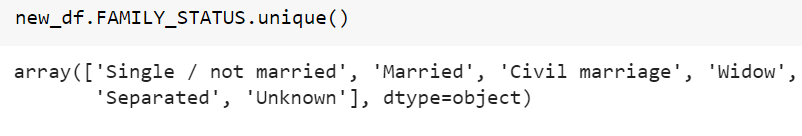 new_df.FAMILY_STATUS.unique()
array(['Single / not married', 'Married', 'Civil marriage', 'Widow',
'Separated', 'Unknown'], dtype=object)